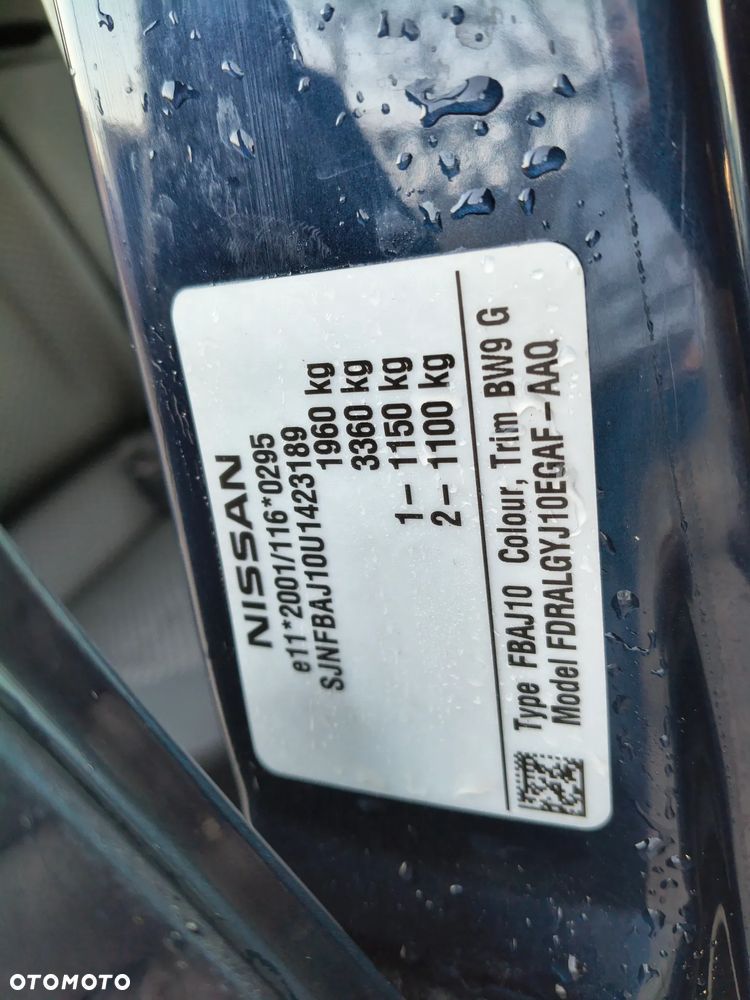 NISSAN
e11*2001/116*0295
SJNFBAJ10U1423189
1960 kg
3360 kg
1– 1150 kg
2– 1100 kg
Type FBAJ10 Colour, Trim BW9 G
Model FDRALGYJ10EGAF – AAQ
OTOMOTO